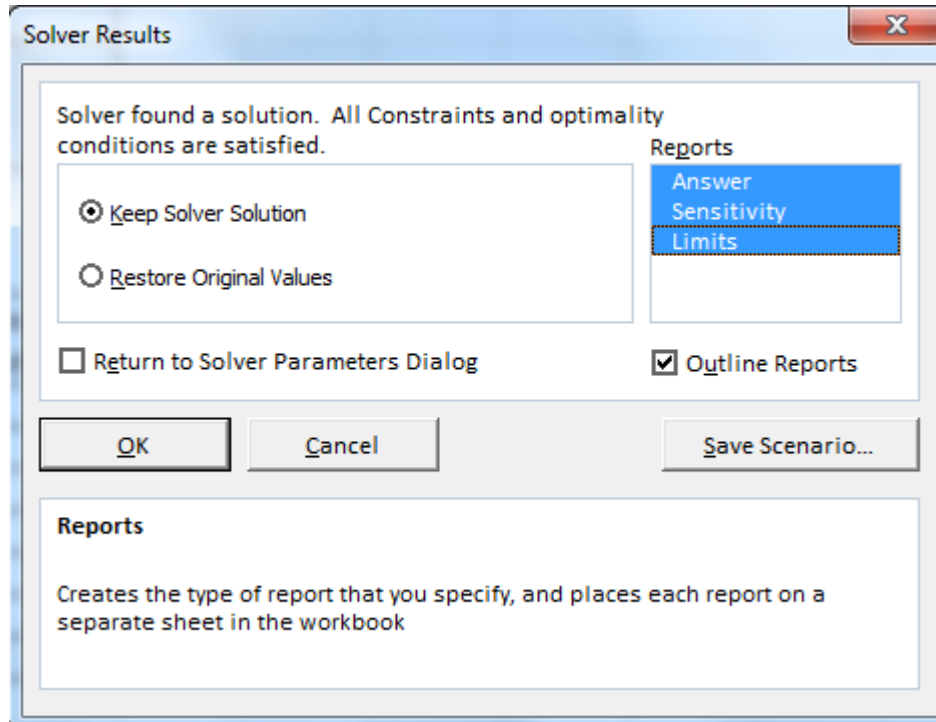 Solver Results
X
Solver found a solution.  All Constraints and optimality
conditions are satisfied.
Reports
Keep Solver Solution
Restore Original Values
Answer
Sensitivity
Limits
Return to Solver Parameters Dialog
Outline Reports
OK
Cancel
Save Scenario...
Reports
Creates the type of report that you specify, and places each report on a
separate sheet in the workbook